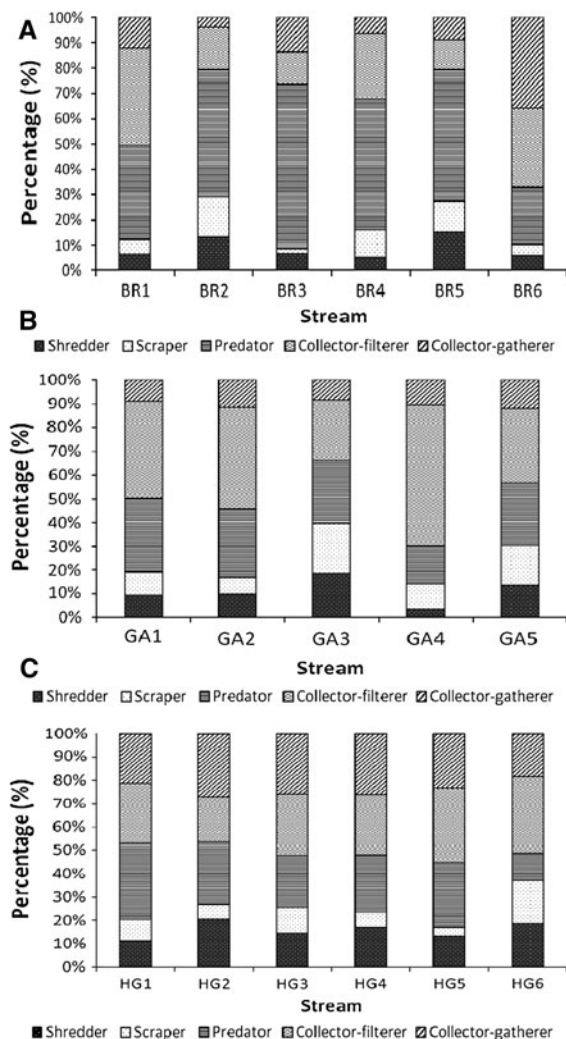 A
Percentage (%)
100%
90%
80%
70%
60%
50%
40%
30%
20%
10%
0%
BR1 BR2 BR3 BR4 BR5 BR6
Stream
B
Shredder Scraper Predator Collector-filterer Collector-gatherer
Percentage (%)
100%
90%
80%
70%
60%
50%
40%
30%
20%
10%
0%
GA1 GA2 GA3 GA4 GA5
Stream
C
Shredder Scraper Predator Collector-filterer Collector-gatherer
Percentage (%)
100%
90%
80%
70%
60%
50%
40%
30%
20%
10%
0%
HG1 HG2 HG3 HG4 HG5 HG6
Stream
Shredder Scraper Predator Collector-filterer Collector-gatherer